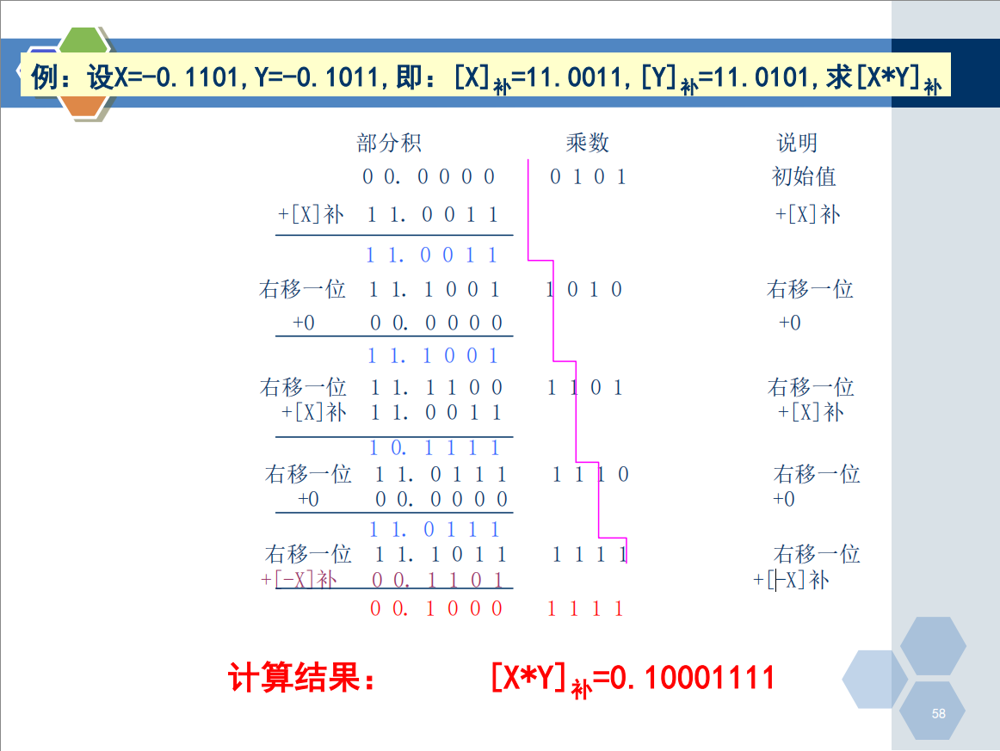 例：设X=-0.1101,Y=-0.1011,即：[X]补=11.0011,[Y]补=11.0101,求[X*Y]补
部分积 乘数 说明
0 0. 0 0 0 0 0 1 0 1 初始值
+[X]补 1 1. 0 0 1 1 +[X]补
1 1. 0 0 1 1
右移一位 1 1. 1 0 0 1 1 0 1 0 右移一位
+0 0 0. 0 0 0 0 +0
1 1. 1 0 0 1
右移一位 1 1. 1 1 0 0 1 1 0 1 右移一位
+[X]补 1 1. 0 0 1 1 +[X]补
1 0. 1 1 1 1
右移一位 1 1. 0 1 1 1 1 1 1 0 右移一位
+0 0 0. 0 0 0 0 +0
1 1. 0 1 1 1
右移一位 1 1. 1 0 1 1 1 1 1 1 右移一位
+[-X]补 0 0. 1 1 0 1 +[-X]补
0 0. 1 0 0 0 1 1 1 1
计算结果： [X*Y]补=0.10001111
58